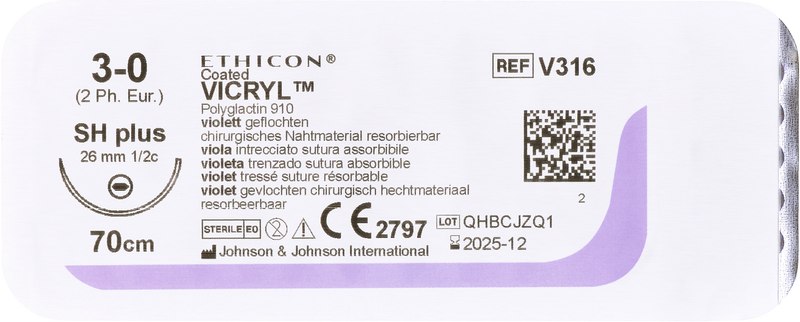 3-0
(2 Ph. Eur.)
SH plus
26 mm 1/2c
70cm
ETHICON®
Coated
VICRYL™
Polyglactin 910
violett geflochten
chirurgisches Nahtmaterial resorbierbar
viola intrecciato sutura assorbibile
violeta trenzado sutura absorbible
violet tressé suture résorbable
violet gevlochten chirurgisch hechtmateriaal
resorbeerbaar
STERILE EO 2 CE 2797
Johnson & Johnson International
REF V316
2
LOT QHBCJZQ1
2025-12